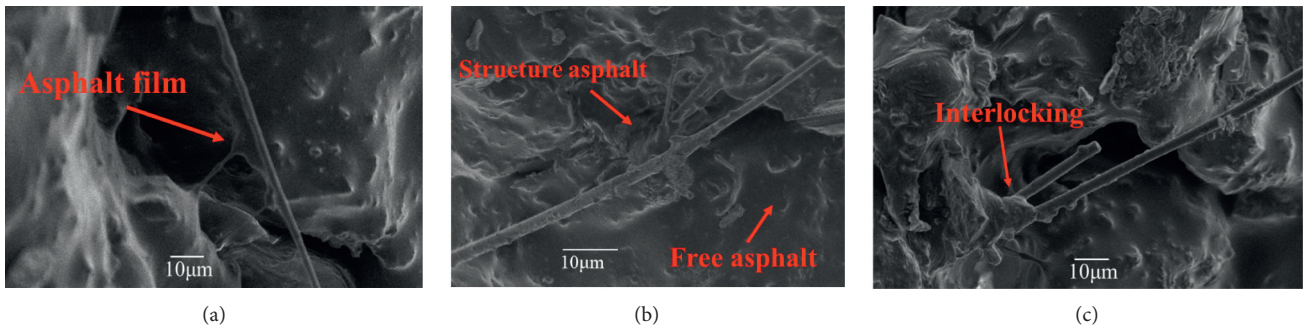 Asphalt film
10μm
Structure asphalt
10μm
Free asphalt
Interlocking
10μm
(a)
(b)
(c)